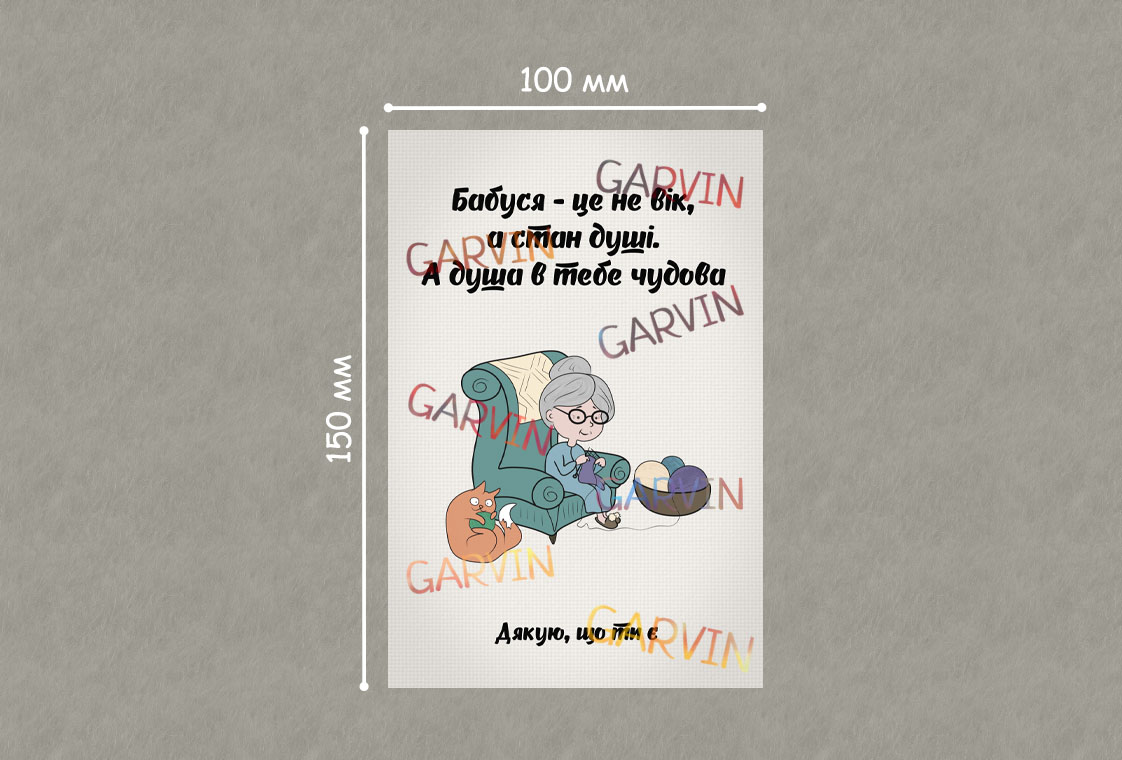 100 мм
150 мм
GARVIN
Бабуся - це не вік,
а стан душі.
GARVIN
А душа в тебе чудова
GARVIN
GARVIN
GARVIN
GARVIN
Дякую, що ти є
GARVIN